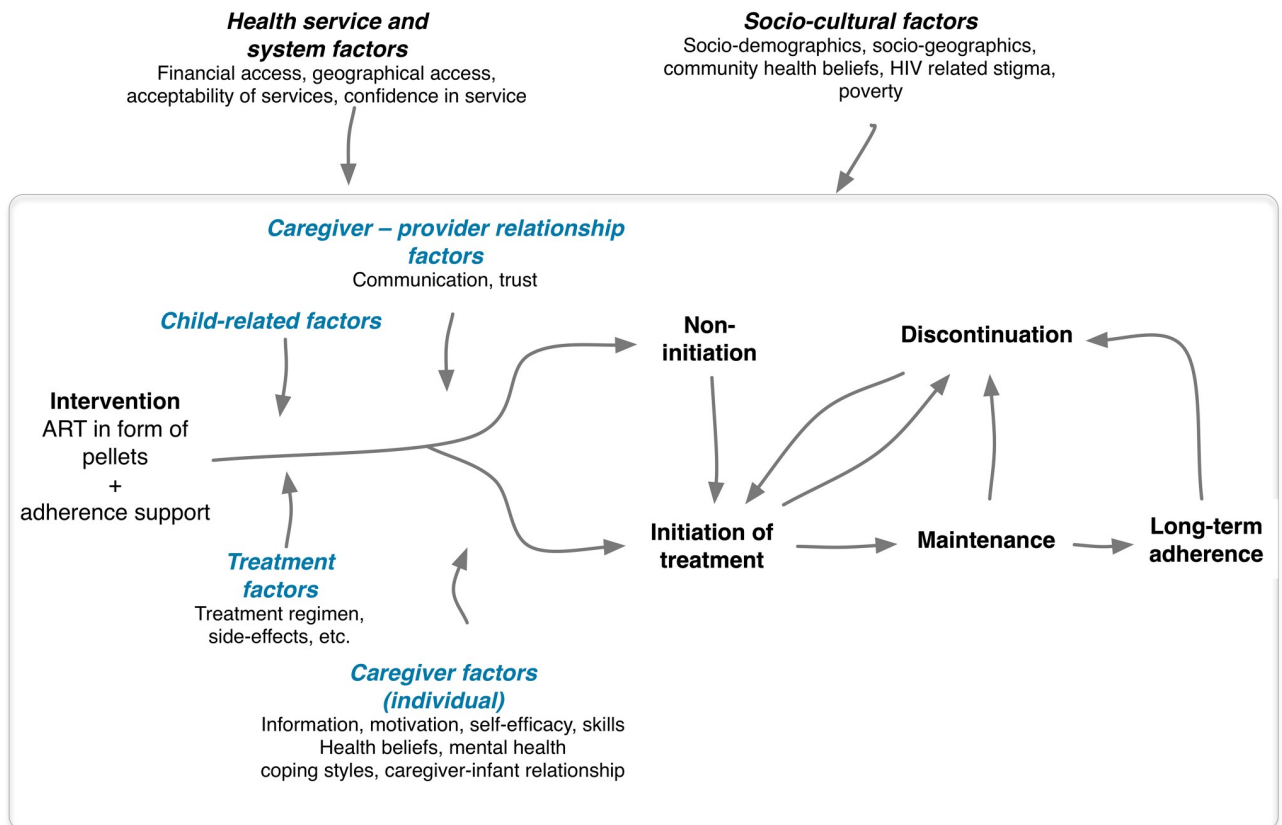 Health service and
system factors
Financial access, geographical access,
acceptability of services, confidence in service
Socio-cultural factors
Socio-demographics, socio-geographics,
community health beliefs, HIV related stigma,
poverty
Caregiver – provider relationship
factors
Communication, trust
Child-related factors
Intervention
ART in form of
pellets
+
adherence support
Treatment
factors
Treatment regimen,
side-effects, etc.
Caregiver factors
(individual)
Information, motivation, self-efficacy, skills
Health beliefs, mental health
coping styles, caregiver-infant relationship
Non-
initiation
Discontinuation
Initiation of
treatment
Maintenance
Long-term
adherence